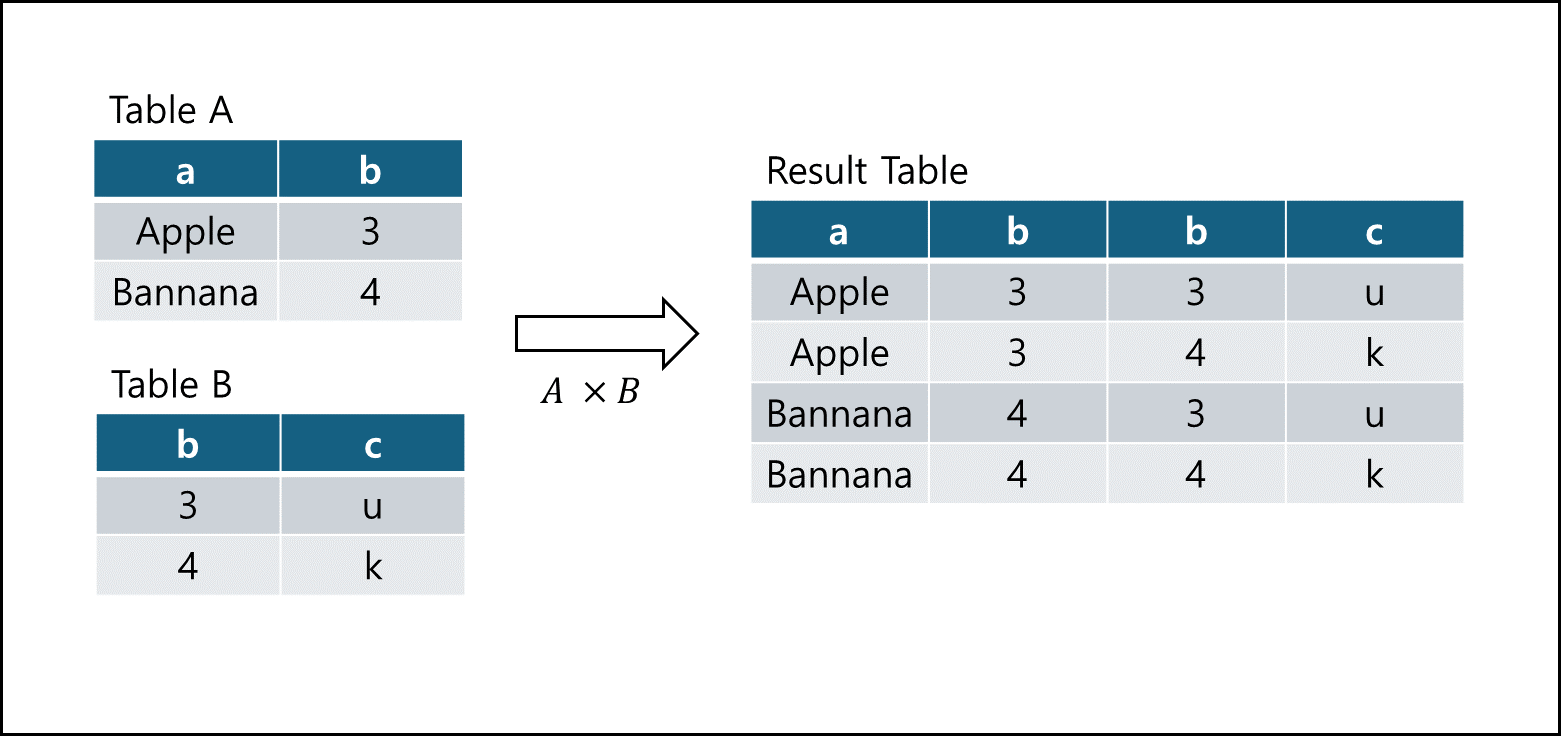 Table A
a b
Apple 3
Bannana 4
Table B
b c
3 u
4 k
A × B
Result Table
a b b c
Apple 3 3 u
Apple 3 4 k
Bannana 4 3 u
Bannana 4 4 k